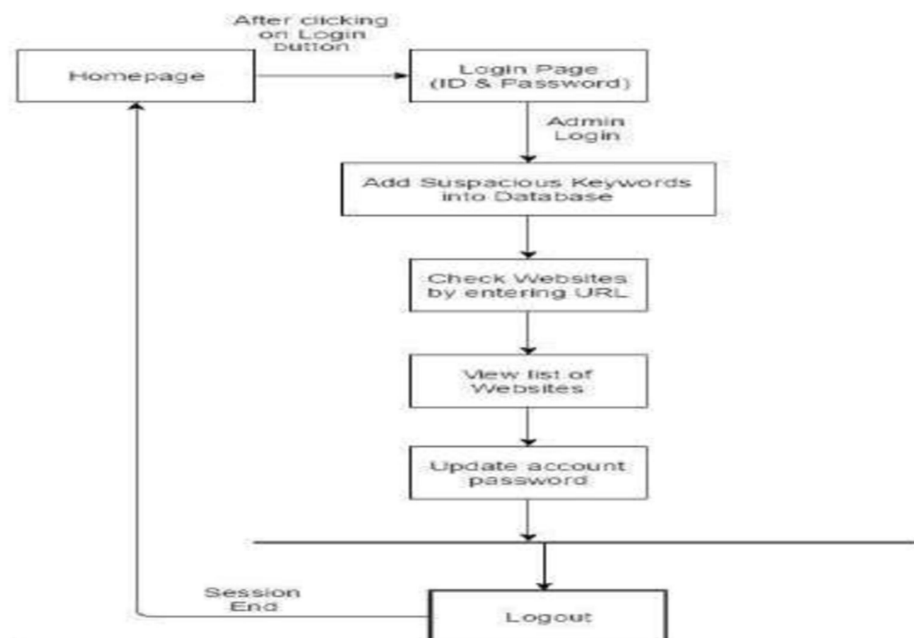 After clicking
on Login
button
Homepage
Login Page
(ID & Password)
Admin
Login
Add Suspacious Keywords
into Database
Check Websites
by entering URL
View list of
Websites
Update account
password
Session
End
Logout